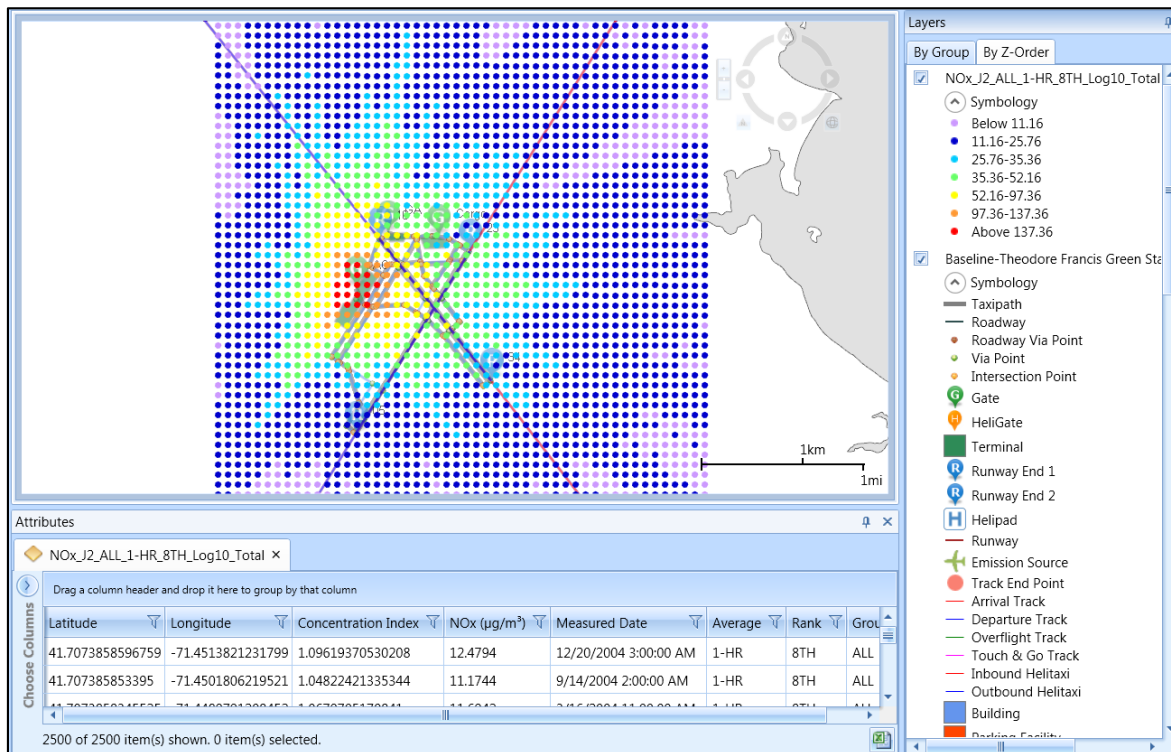 Cargo
23
34
05
1km
1mi
Attributes
NOx_J2_ALL_1-HR_8TH_Log10_Total
Choose Columns
Drag a column header and drop it here to group by that column
Latitude Longitude Concentration Index NOx (µg/m³) Measured Date Average Rank Grou
41.7073858596759 -71.4513821231799 1.09619370530208 12.4794 12/20/2004 3:00:00 AM 1-HR 8TH ALL
41.707385853395 -71.4501806219521 1.04822421335344 11.1744 9/14/2004 2:00:00 AM 1-HR 8TH ALL
2500 of 2500 item(s) shown. 0 item(s) selected.
Layers
By Group By Z-Order
NOx_J2_ALL_1-HR_8TH_Log10_Total
Symbology
Below 11.16
11.16-25.76
25.76-35.36
35.36-52.16
52.16-97.36
97.36-137.36
Above 137.36
Baseline-Theodore Francis Green Sta
Symbology
Taxipath
Roadway
Roadway Via Point
Via Point
Intersection Point
G Gate
H HeliGate
Terminal
R Runway End 1
R Runway End 2
H Helipad
Runway
Emission Source
Track End Point
Arrival Track
Departure Track
Overflight Track
Touch & Go Track
Inbound Helitaxi
Outbound Helitaxi
Building
Parking Facility